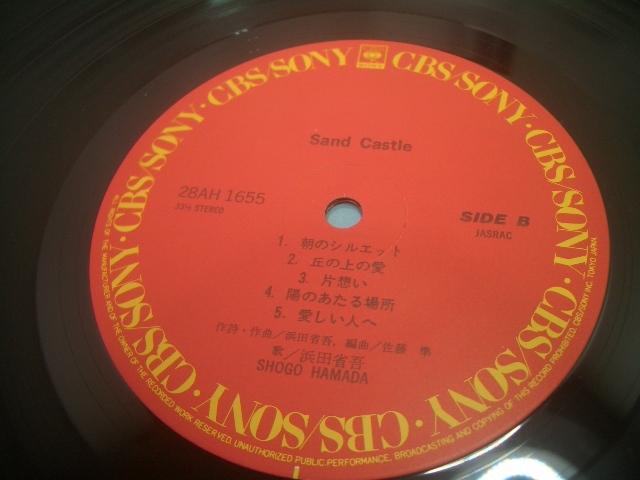 CBS/SONY · CBS/SONY · CBS/SONY · CBS/SONY · CBS/SONY · CBS/SONY · CBS/SONY · CBS/SONY
Sand Castle
28AH 1655
33⅓ STEREO
SIDE B
JASRAC
1. 朝のシルエット
2. 丘の上の愛
3. 片想い
4. 陽のあたる場所
5. 愛しい人へ
作詩・作曲/浜田省吾, 編曲/佐藤 準
歌/浜田省吾
SHOGO HAMADA
ALL RIGHTS OF THE MANUFACTURER AND OF THE OWNER OF THE RECORDED WORK RESERVED. UNAUTHORIZED PUBLIC PERFORMANCE, BROADCASTING AND COPYING OF THIS RECORD PROHIBITED. CBS/SONY INC. TOKYO JAPAN